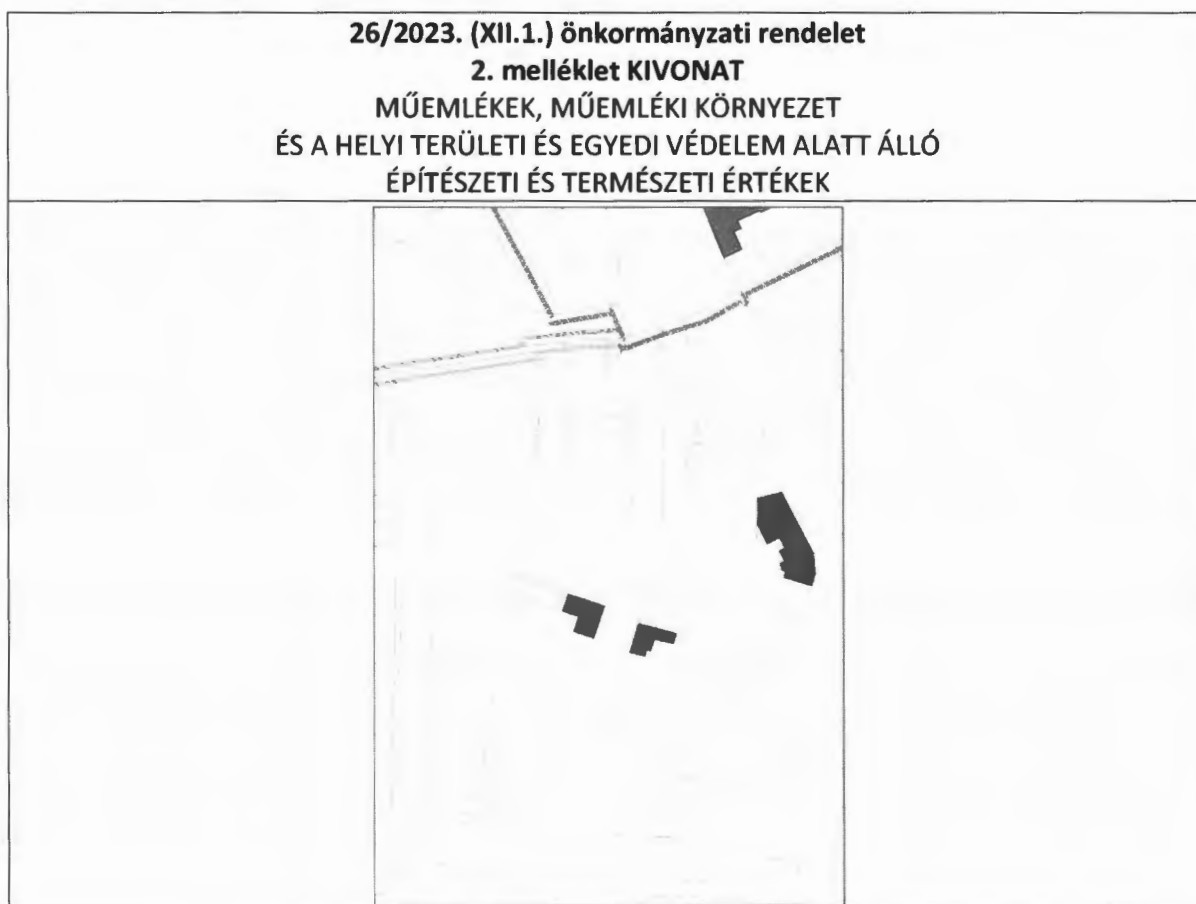 26/2023. (XII.1.) önkormányzati rendelet
2. melléklet KIVONAT
MŰEMLÉKEK, MŰEMLÉKI KÖRNYEZET
ÉS A HELYI TERÜLETI ÉS EGYEDI VÉDELEM ALATT ÁLLÓ
ÉPÍTÉSZETI ÉS TERMÉSZETI ÉRTÉKEK